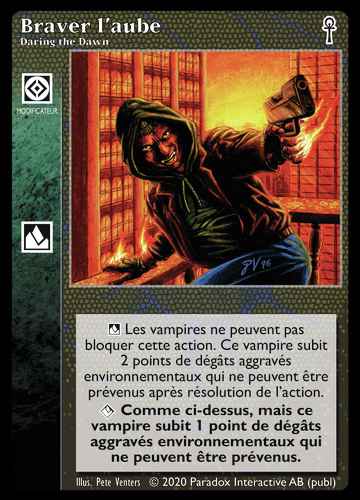 Braver l'aube
Daring the Dawn
MODIFICATEUR
PV 96
Les vampires ne peuvent pas
bloquer cette action. Ce vampire subit
2 points de dégâts aggravés
environnementaux qui ne peuvent être
prévenus après résolution de l'action.
Comme ci-dessus, mais ce
vampire subit 1 point de dégâts
aggravés environnementaux qui
ne peuvent être prévenus.
Illus. Pete Venters © 2020 Paradox Interactive AB (publ)